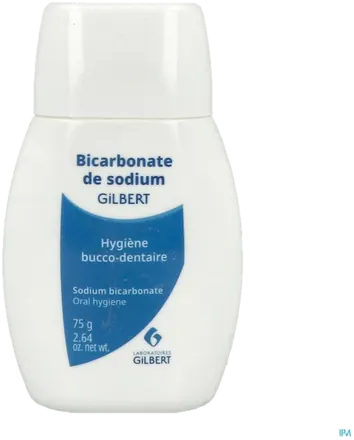 Bicarbonate
de sodium
GiLBERT
Hygiène
bucco-dentaire
Sodium bicarbonate
Oral hygiene
75 g
2.64
oz. net wt.
LABORATOIRES
GiLBERT
IPM